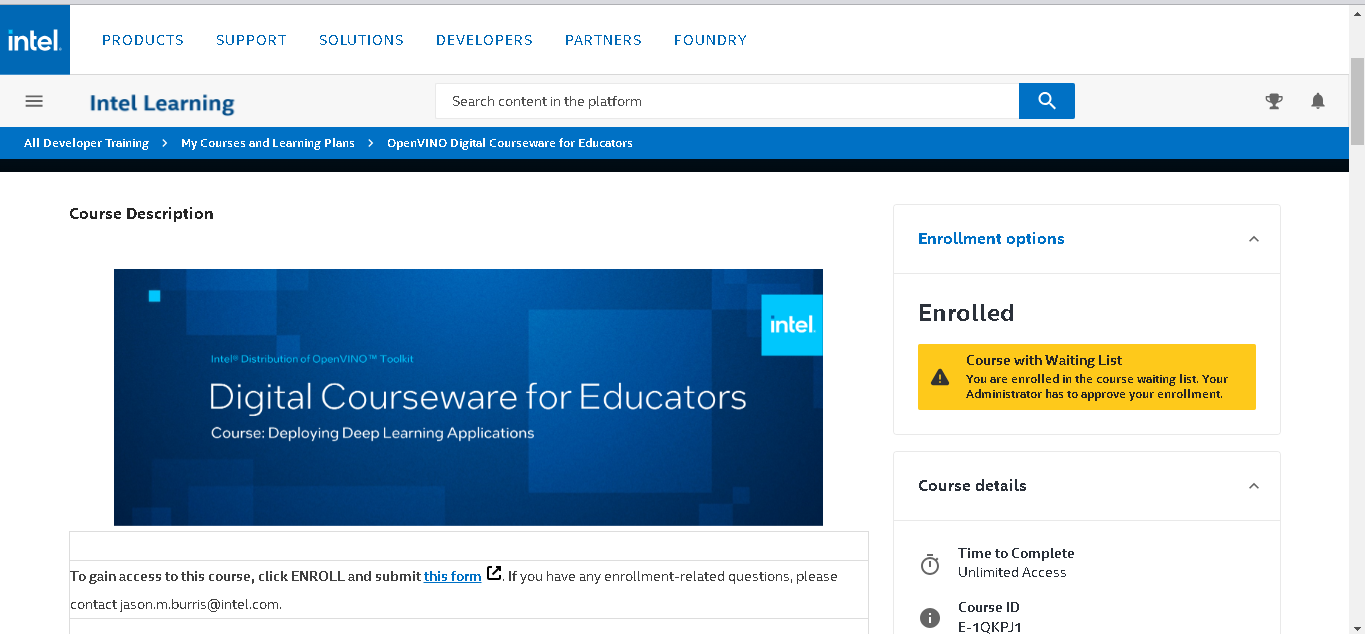 intel.
PRODUCTS SUPPORT SOLUTIONS DEVELOPERS PARTNERS FOUNDRY
Intel Learning
Search content in the platform
All Developer Training > My Courses and Learning Plans > OpenVINO Digital Courseware for Educators
Course Description
intel.
Intel® Distribution of OpenVINO™ Toolkit
Digital Courseware for Educators
Course: Deploying Deep Learning Applications
To gain access to this course, click ENROLL and submit this form . If you have any enrollment-related questions, please
contact jason.m.burris@intel.com.
Enrollment options
Enrolled
Course with Waiting List
You are enrolled in the course waiting list. Your
Administrator has to approve your enrollment.
Course details
Time to Complete
Unlimited Access
Course ID
E-1QKPJ1